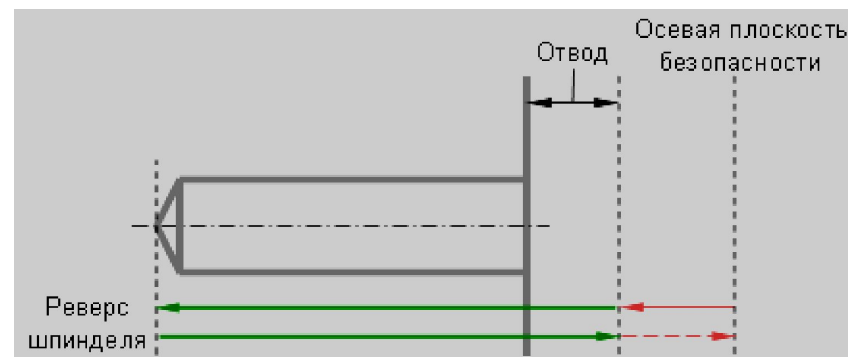 Осевая плоскость
безопасности
Отвод
Реверс
шпинделя